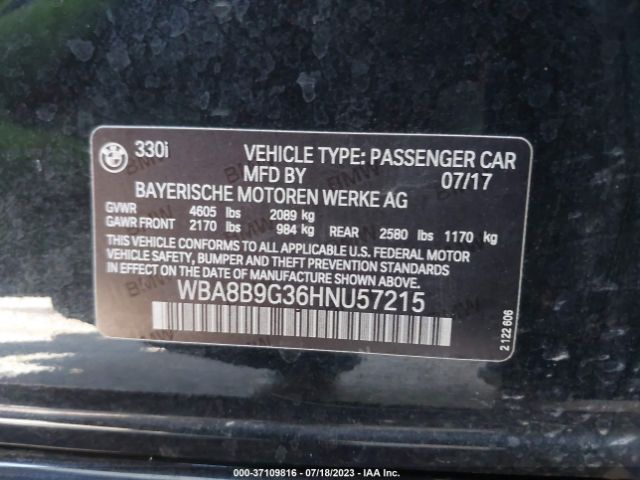 330i VEHICLE TYPE: PASSENGER CAR
MFD BY 07/17
BAYERISCHE MOTOREN WERKE AG
GVWR 4605 lbs 2089 kg
GAWR FRONT 2170 lbs 984 kg REAR 2580 lbs 1170 kg
THIS VEHICLE CONFORMS TO ALL APPLICABLE U.S. FEDERAL MOTOR
VEHICLE SAFETY, BUMPER AND THEFT PREVENTION STANDARDS
IN EFFECT ON THE DATE OF MANUFACTURE SHOWN ABOVE.
WBA8B9G36HNU57215
2 122 606
000-37109816 / 07/18/2023 / IAA INC.